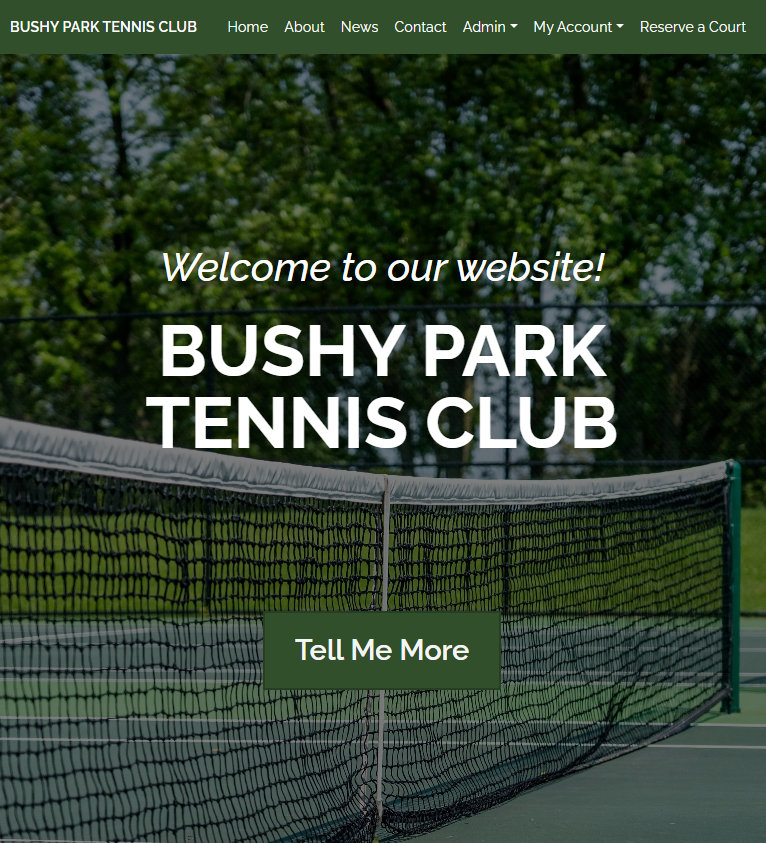 BUSHY PARK TENNIS CLUB Home About News Contact Admin My Account Reserve a Court
Welcome to our website!
BUSHY PARK
TENNIS CLUB
Tell Me More